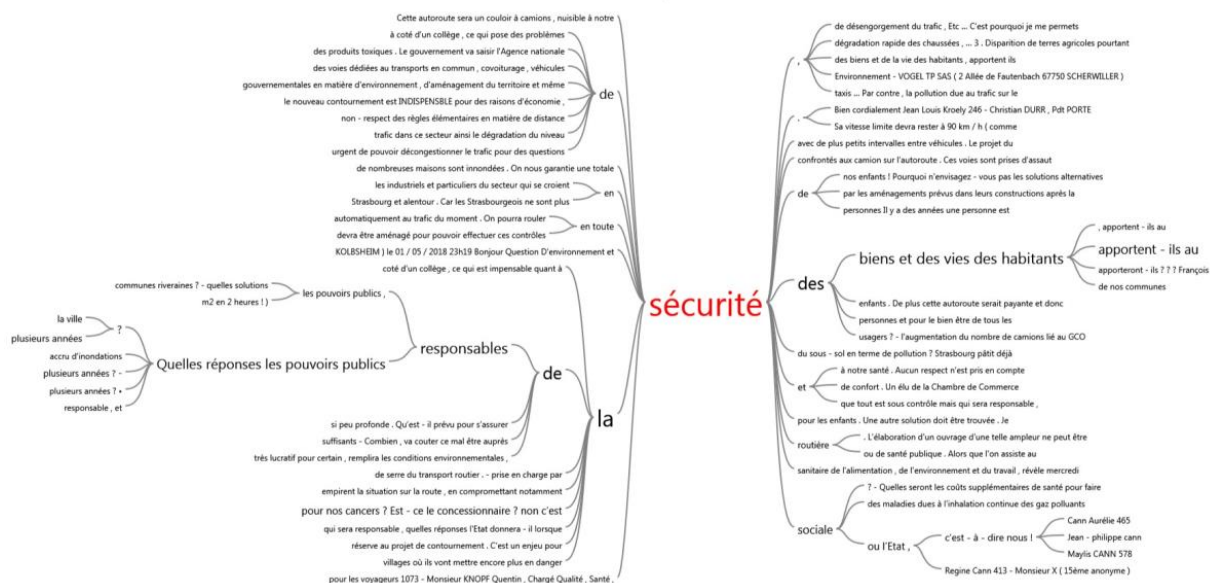 Cette autoroute sera un couloir à camions , nuisible à notre
à coté d'un collège , ce qui pose des problèmes
des produits toxiques . Le gouvernement va saisir l'Agence nationale
des voies dédiées au transports en commun , covoiturage , véhicules
gouvernementales en matière d'environnement , d'aménagement du territoire et même
le nouveau contournement est INDISPENSBLE pour des raisons d'économie ,
non - respect des règles élémentaires en matière de distance
trafic dans ce secteur ainsi le dégradation du niveau
urgent de pouvoir décongestionner le trafic pour des questions
de
de nombreuses maisons sont innondées . On nous garantie une totale
les industriels et particuliers du secteur qui se croient
Strasbourg et alentour . Car les Strasbourgeois ne sont plus
en
automatiquement au trafic du moment . On pourra rouler
devra être aménagé pour pouvoir effectuer ces contrôles
en toute
KOLBSHEIM ) le 01 / 05 / 2018 23h19 Bonjour Question D'environnement et
coté d'un collège , ce qui est impensable quant à
communes riveraines ? - quelles solutions
m2 en 2 heures ! )
les pouvoirs publics ,
la ville
plusieurs années
?
accru d'inondations
plusieurs années ? -
plusieurs années ? •
responsable , et
Quelles réponses les pouvoirs publics
responsables
si peu profonde . Qu'est - il prévu pour s'assurer
suffisants - Combien , va couter ce mal être auprès
très lucratif pour certain , remplira les conditions environnementales ,
de
de serre du transport routier . - prise en charge par
empirent la situation sur la route , en compromettant notamment
pour nos cancers ? Est - ce le concessionnaire ? non c'est
qui sera responsable , quelles réponses l'Etat donnera - il lorsque
réserve au projet de contournement . C'est un enjeu pour
villages où ils vont mettre encore plus en danger
la
pour les voyageurs 1073 - Monsieur KNOPF Quentin , Chargé Qualité , Santé ,
sécurité
,
de désengorgement du trafic , Etc ... C'est pourquoi je me permets
dégradation rapide des chaussées , ... 3 . Disparition de terres agricoles pourtant
des biens et de la vie des habitants , apportent ils
Environnement - VOGEL TP SAS ( 2 Allée de Fautenbach 67750 SCHERWILLER )
taxis ... Par contre , la pollution due au trafic sur le
.
Bien cordialement Jean Louis Kroely 246 - Christian DURR , Pdt PORTE
Sa vitesse limite devra rester à 90 km / h ( comme
avec de plus petits intervalles entre véhicules . Le projet du
confrontés aux camion sur l'autoroute . Ces voies sont prises d'assaut
de
nos enfants ! Pourquoi n'envisagez - vous pas les solutions alternatives
par les aménagements prévus dans leurs constructions après la
personnes Il y a des années une personne est
des
biens et des vies des habitants
, apportent - ils au
apportent - ils au
apporteront - ils ? ? ? François
de nos communes
enfants . De plus cette autoroute serait payante et donc
personnes et pour le bien être de tous les
usagers ? - l'augmentation du nombre de camions lié au GCO
du sous - sol en terme de pollution ? Strasbourg pâtit déjà
et
à notre santé . Aucun respect n'est pris en compte
de confort . Un élu de la Chambre de Commerce
que tout est sous contrôle mais qui sera responsable ,
pour les enfants . Une autre solution doit être trouvée . Je
routière
. L'élaboration d'un ouvrage d'une telle ampleur ne peut être
ou de santé publique . Alors que l'on assiste au
sanitaire de l'alimentation , de l'environnement et du travail , révèle mercredi
sociale
? - Quelles seront les coûts supplémentaires de santé pour faire
des maladies dues à l'inhalation continue des gaz polluants
ou l'Etat ,
c'est - à - dire nous !
Cann Aurélie 465
Jean - philippe cann
Maylis CANN 578
Regine Cann 413 - Monsieur X ( 15ème anonyme )